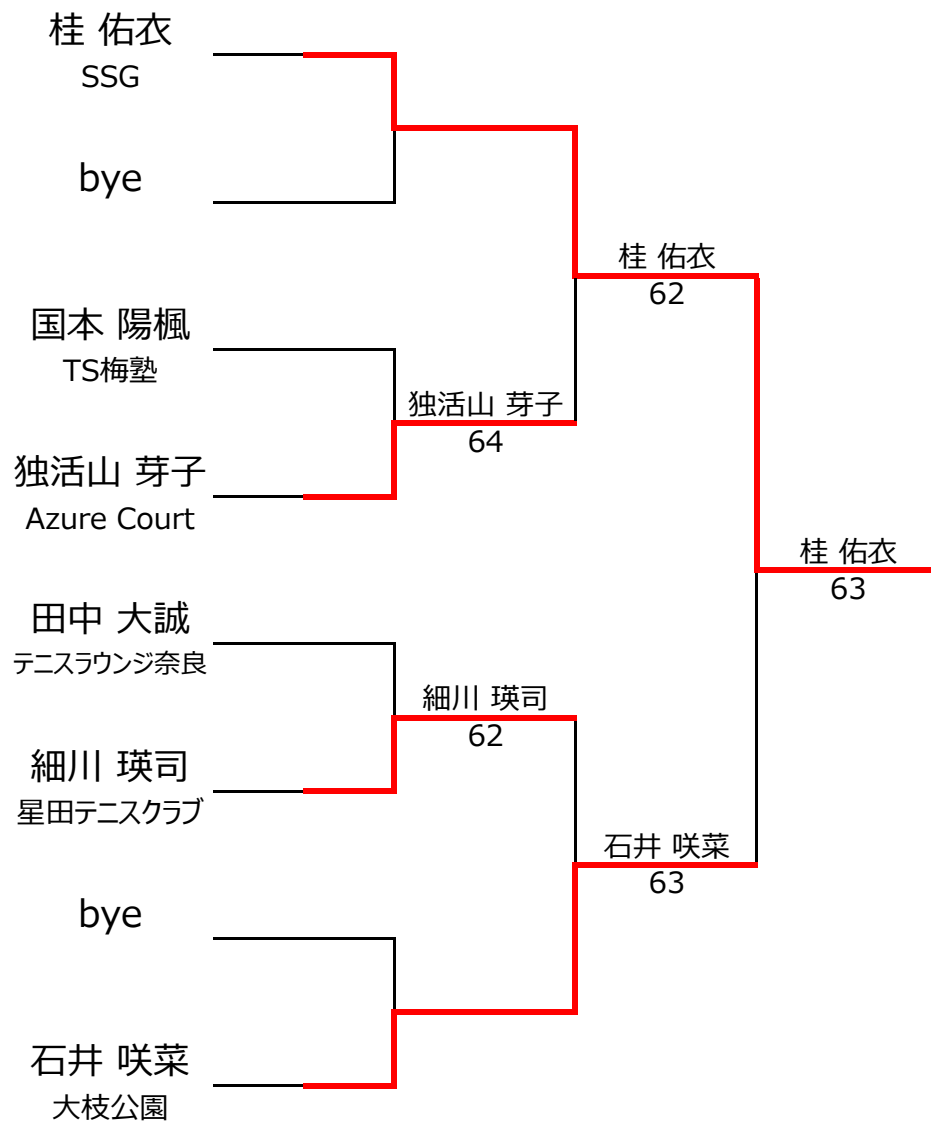 桂 佑衣
SSG
bye
国本 陽楓
TS梅塾
独活山 芽子
Azure Court
田中 大誠
テニスラウンジ奈良
細川 瑛司
星田テニスクラブ
bye
石井 咲菜
大枝公園
独活山 芽子
64
細川 瑛司
62
桂 佑衣
62
石井 咲菜
63
桂 佑衣
63